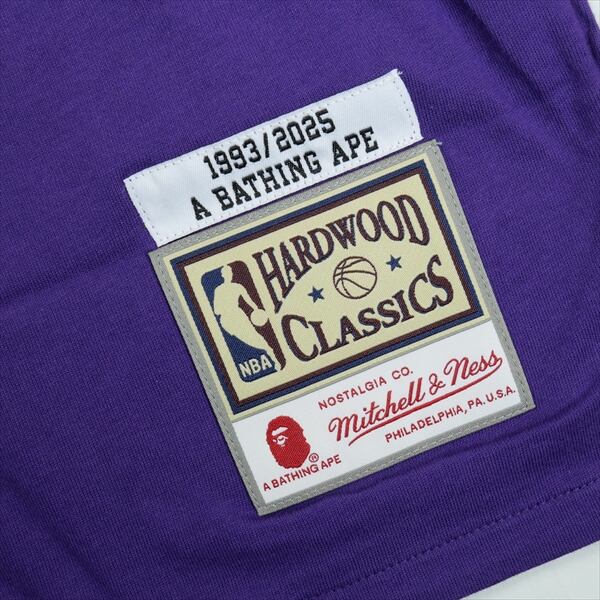 1993/2025
A BATHING APE
HARDWOOD
CLASSICS
NBA
NOSTALGIA CO.
Mitchell & Ness
PHILADELPHIA, PA. U.S.A.
®
A BATHING APE